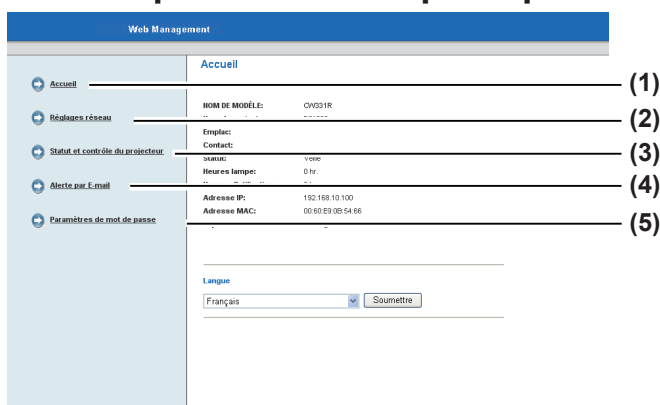 Web Management
Accueil
Accueil
(1)
NOM DE MODÈLE: CW331R
Réglages réseau
(2)
Emplac:
Contact:
Statut et contrôle du projecteur
(3)
Statut: Veille
Heures lampe: 0 hr.
Alerte par E-mail
(4)
Adresse IP: 192.168.10.100
Adresse MAC: 00:60:E9:0B:54:66
Paramètres de mot de passe
(5)
Langue
Français Soumettre